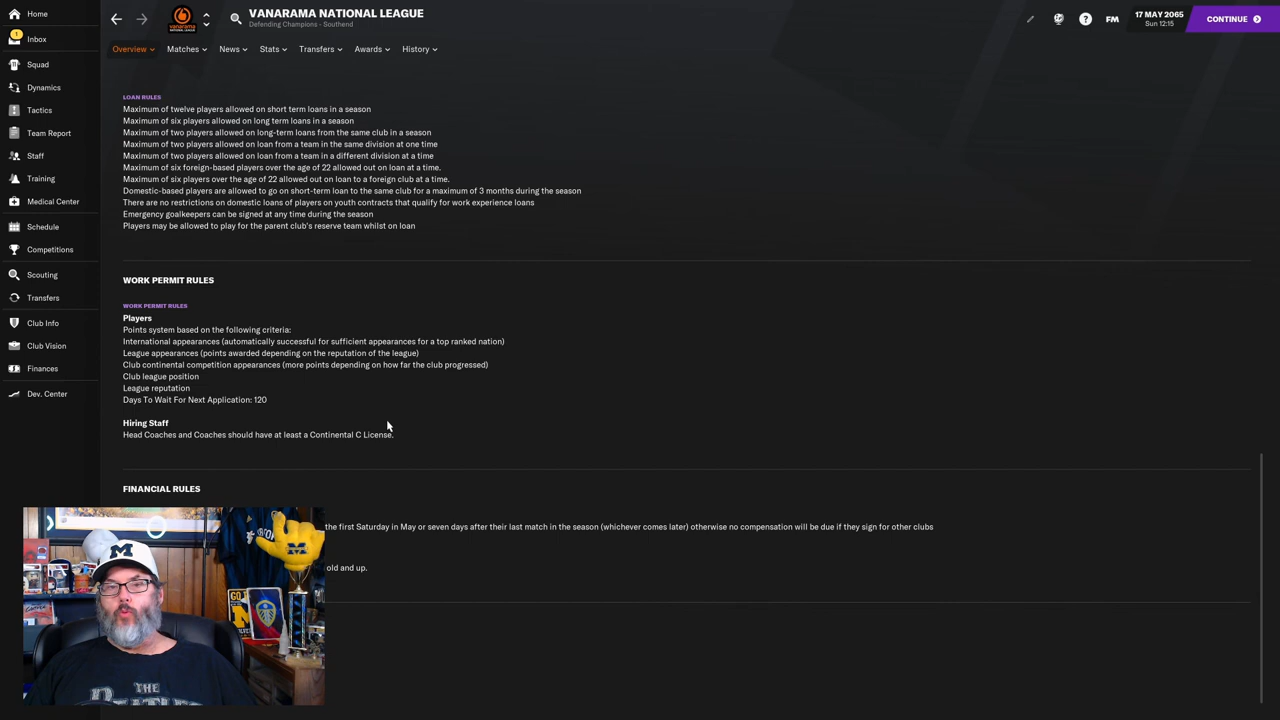 Home
1
Inbox
Squad
Dynamics
Tactics
Team Report
Staff
Training
Medical Center
Schedule
Competitions
Scouting
Transfers
Club Info
Club Vision
Finances
Dev. Center
VANARAMA NATIONAL LEAGUE
Defending Champions - Southend
FM
17 MAY 2065
Sun 12:15
CONTINUE
Overview
Matches
News
Stats
Transfers
Awards
History
LOAN RULES
Maximum of twelve players allowed on short term loans in a season
Maximum of six players allowed on long term loans in a season
Maximum of two players allowed on long-term loans from the same club in a season
Maximum of two players allowed on loan from a team in the same division at one time
Maximum of two players allowed on loan from a team in a different division at a time
Maximum of six foreign-based players over the age of 22 allowed out on loan at a time.
Maximum of six players over the age of 22 allowed out on loan to a foreign club at a time.
Domestic-based players are allowed to go on short-term loan to the same club for a maximum of 3 months during the season
There are no restrictions on domestic loans of players on youth contracts that qualify for work experience loans
Emergency goalkeepers can be signed at any time during the season
Players may be allowed to play for the parent club's reserve team whilst on loan
WORK PERMIT RULES
WORK PERMIT RULES
Players
Points system based on the following criteria:
International appearances (automatically successful for sufficient appearances for a top ranked nation)
League appearances (points awarded depending on the reputation of the league)
Club continental competition appearances (more points depending on how far the club progressed)
Club league position
League reputation
Days To Wait For Next Application: 120
Hiring Staff
Head Coaches and Coaches should have at least a Continental C License.
FINANCIAL RULES
the first Saturday in May or seven days after their last match in the season (whichever comes later) otherwise no compensation will be due if they sign for other clubs
old and up.
M
M
GO
THE